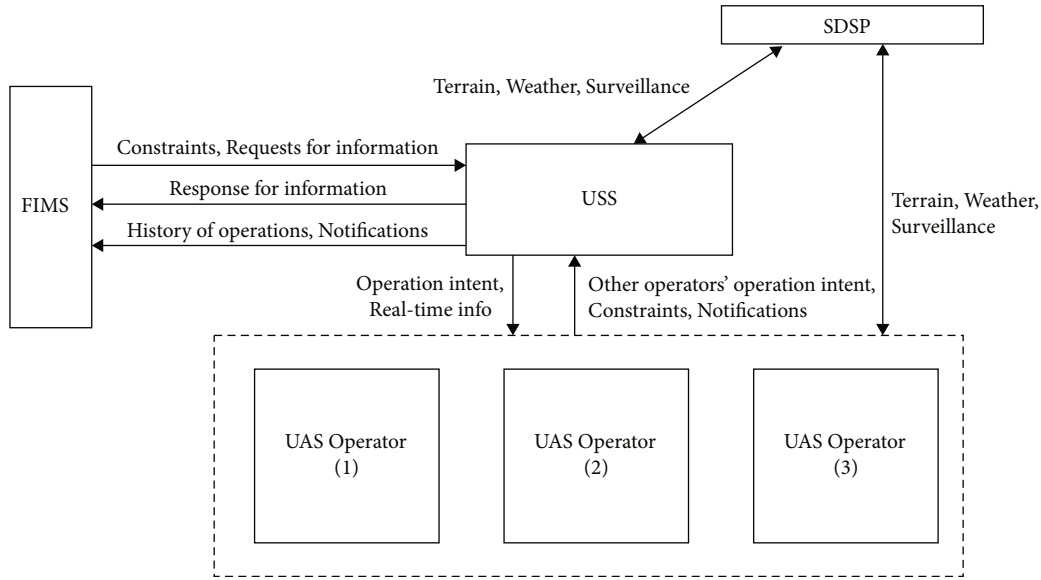 SDSP
Terrain, Weather, Surveillance
Constraints, Requests for information
Response for information
FIMS
USS
History of operations, Notifications
Terrain, Weather,
Surveillance
Operation intent,
Real-time info
Other operators’ operation intent,
Constraints, Notifications
UAS Operator
(1)
UAS Operator
(2)
UAS Operator
(3)